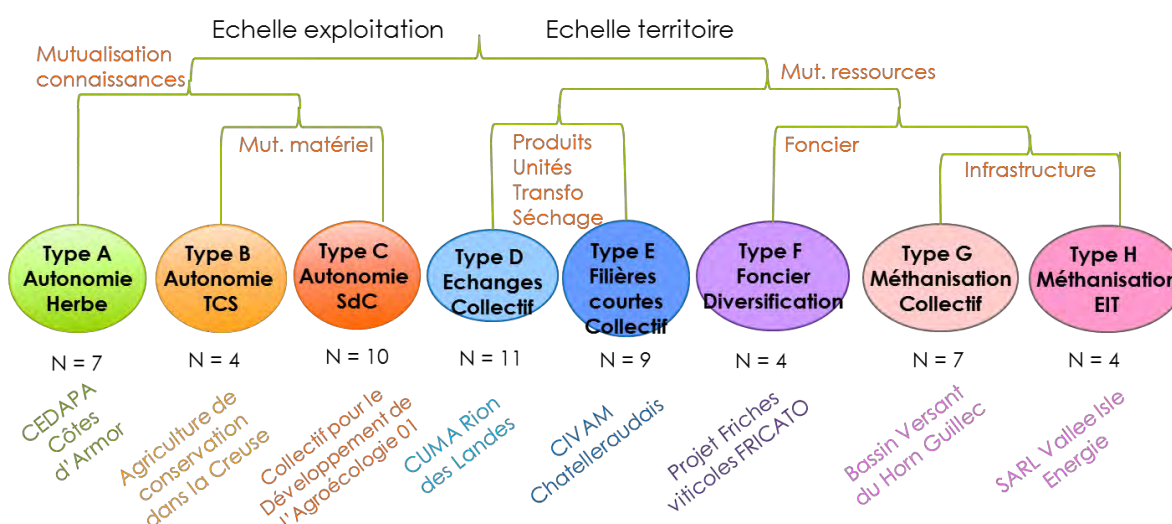 Echelle exploitation
Echelle territoire
Mutualisation
connaissances
Mut. ressources
Mut. matériel
Produits
Unités
Transfo
Séchage
Foncier
Infrastructure
Type A
Autonomie
Herbe
Type B
Autonomie
TCS
Type C
Autonomie
SdC
Type D
Echanges
Collectif
Type E
Filières
courtes
Collectif
Type F
Foncier
Diversification
Type G
Méthanisation
Collectif
Type H
Méthanisation
EIT
N = 7
N = 4
N = 10
N = 11
N = 9
N = 4
N = 7
N = 4
CEDAPA
Côtes
d'Armor
Agriculture de
conservation
dans la Creuse
Collectif pour le
Développement de
l'Agroécologie 01
CUMA Rion
des Landes
CIVAM
Chatelleraudais
Projet Friches
viticoles FRICATO
Bassin Versant
du Horn Guillec
SARL Vallee Isle
Energie